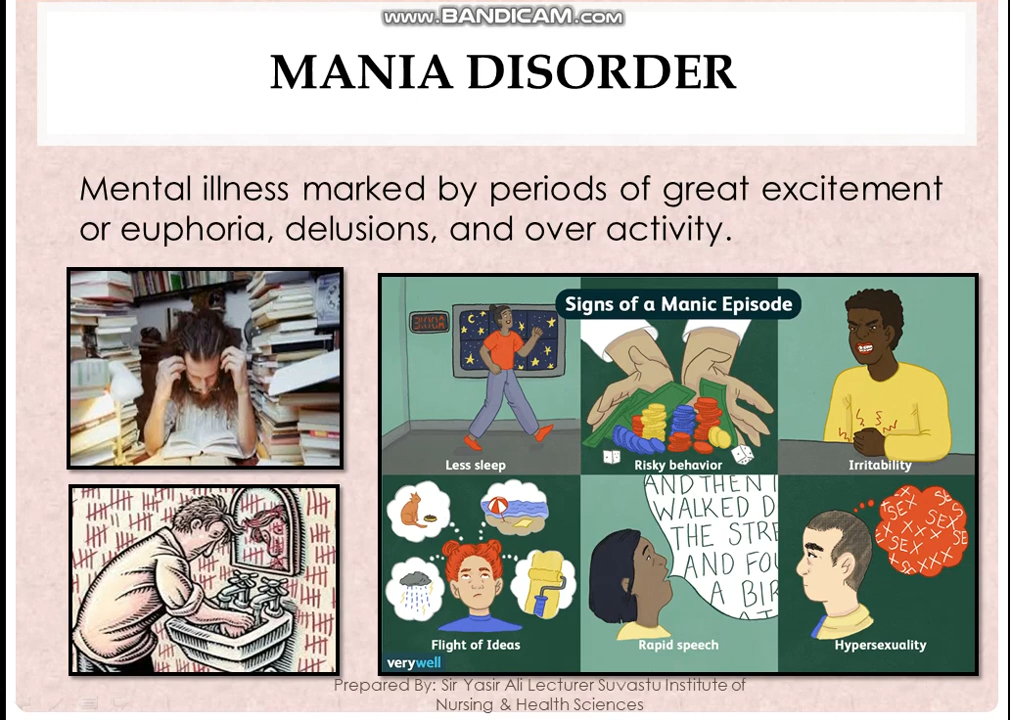 www.BANDICAM.com
MANIA DISORDER
Mental illness marked by periods of great excitement
or euphoria, delusions, and over activity.
Signs of a Manic Episode
Less sleep
Risky behavior
Irritability
AND THEN I
WALKED D
THE STRE
AND FOU
A BIR
AT
SEX
SEX
SEX
XXX
SE
Flight of Ideas
Rapid speech
Hypersexuality
verywell
Prepared By: Sir Yasir Ali Lecturer Suvastu Institute of
Nursing & Health Sciences